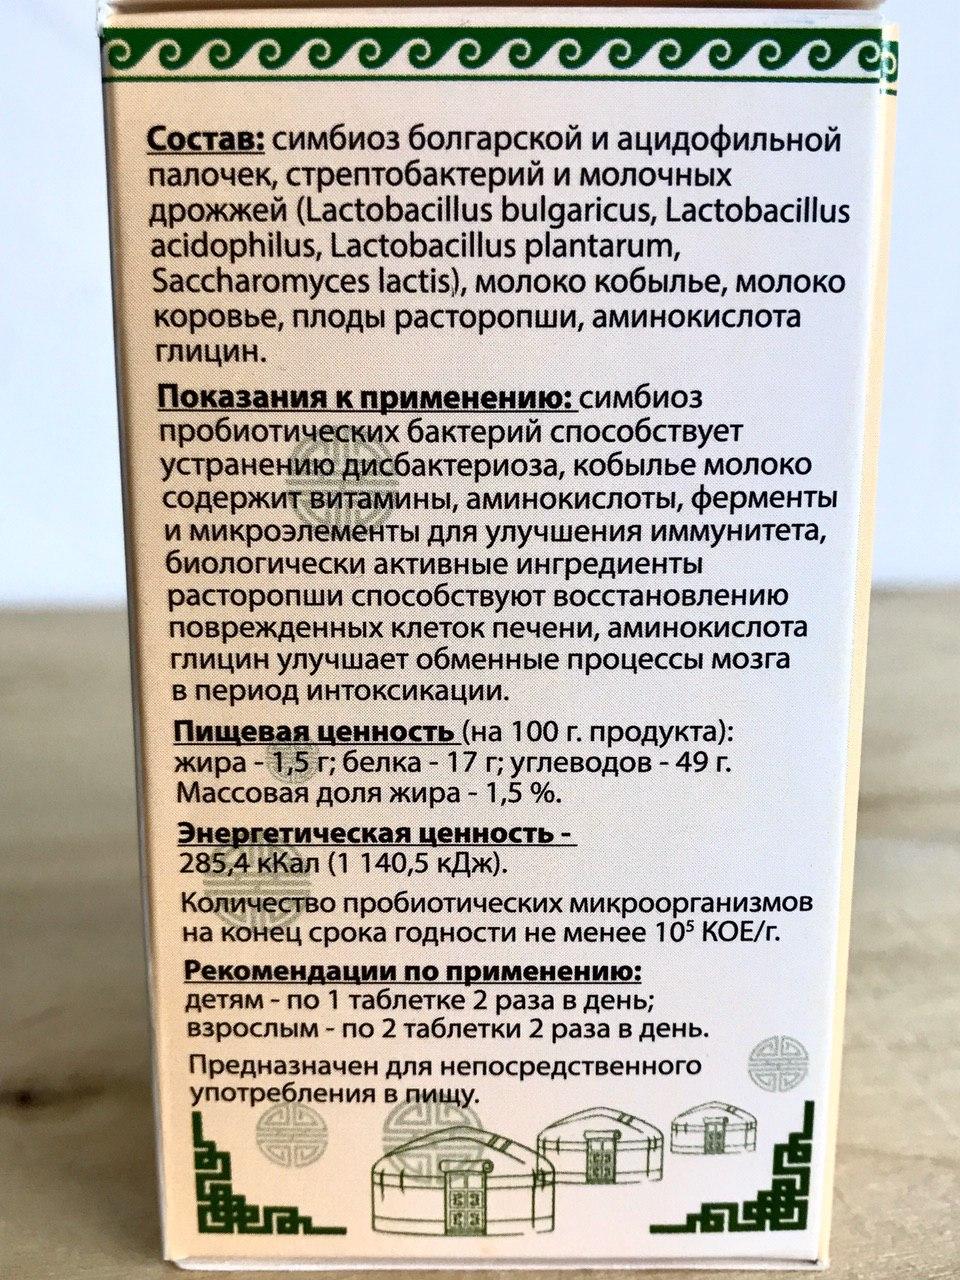 Состав: симбиоз болгарской и ацидофильной
палочек, стрептобактерий и молочных
дрожжей (Lactobacillus bulgaricus, Lactobacillus
acidophilus, Lactobacillus plantarum,
Saccharomyces lactis), молоко кобылье, молоко
коровье, плоды расторопши, аминокислота
глицин.
Показания к применению: симбиоз
пробиотических бактерий способствует
устранению дисбактериоза, кобылье молоко
содержит витамины, аминокислоты, ферменты
и микроэлементы для улучшения иммунитета,
биологически активные ингредиенты
расторопши способствуют восстановлению
поврежденных клеток печени, аминокислота
глицин улучшает обменные процессы мозга
в период интоксикации.
Пищевая ценность (на 100 г. продукта):
жира - 1,5 г; белка - 17 г; углеводов - 49 г.
Массовая доля жира - 1,5 %.
Энергетическая ценность -
285,4 кКал (1 140,5 кДж).
Количество пробиотических микроорганизмов
на конец срока годности не менее 10⁵ КОЕ/г.
Рекомендации по применению:
детям - по 1 таблетке 2 раза в день;
взрослым - по 2 таблетки 2 раза в день.
Предназначен для непосредственного
употребления в пищу.